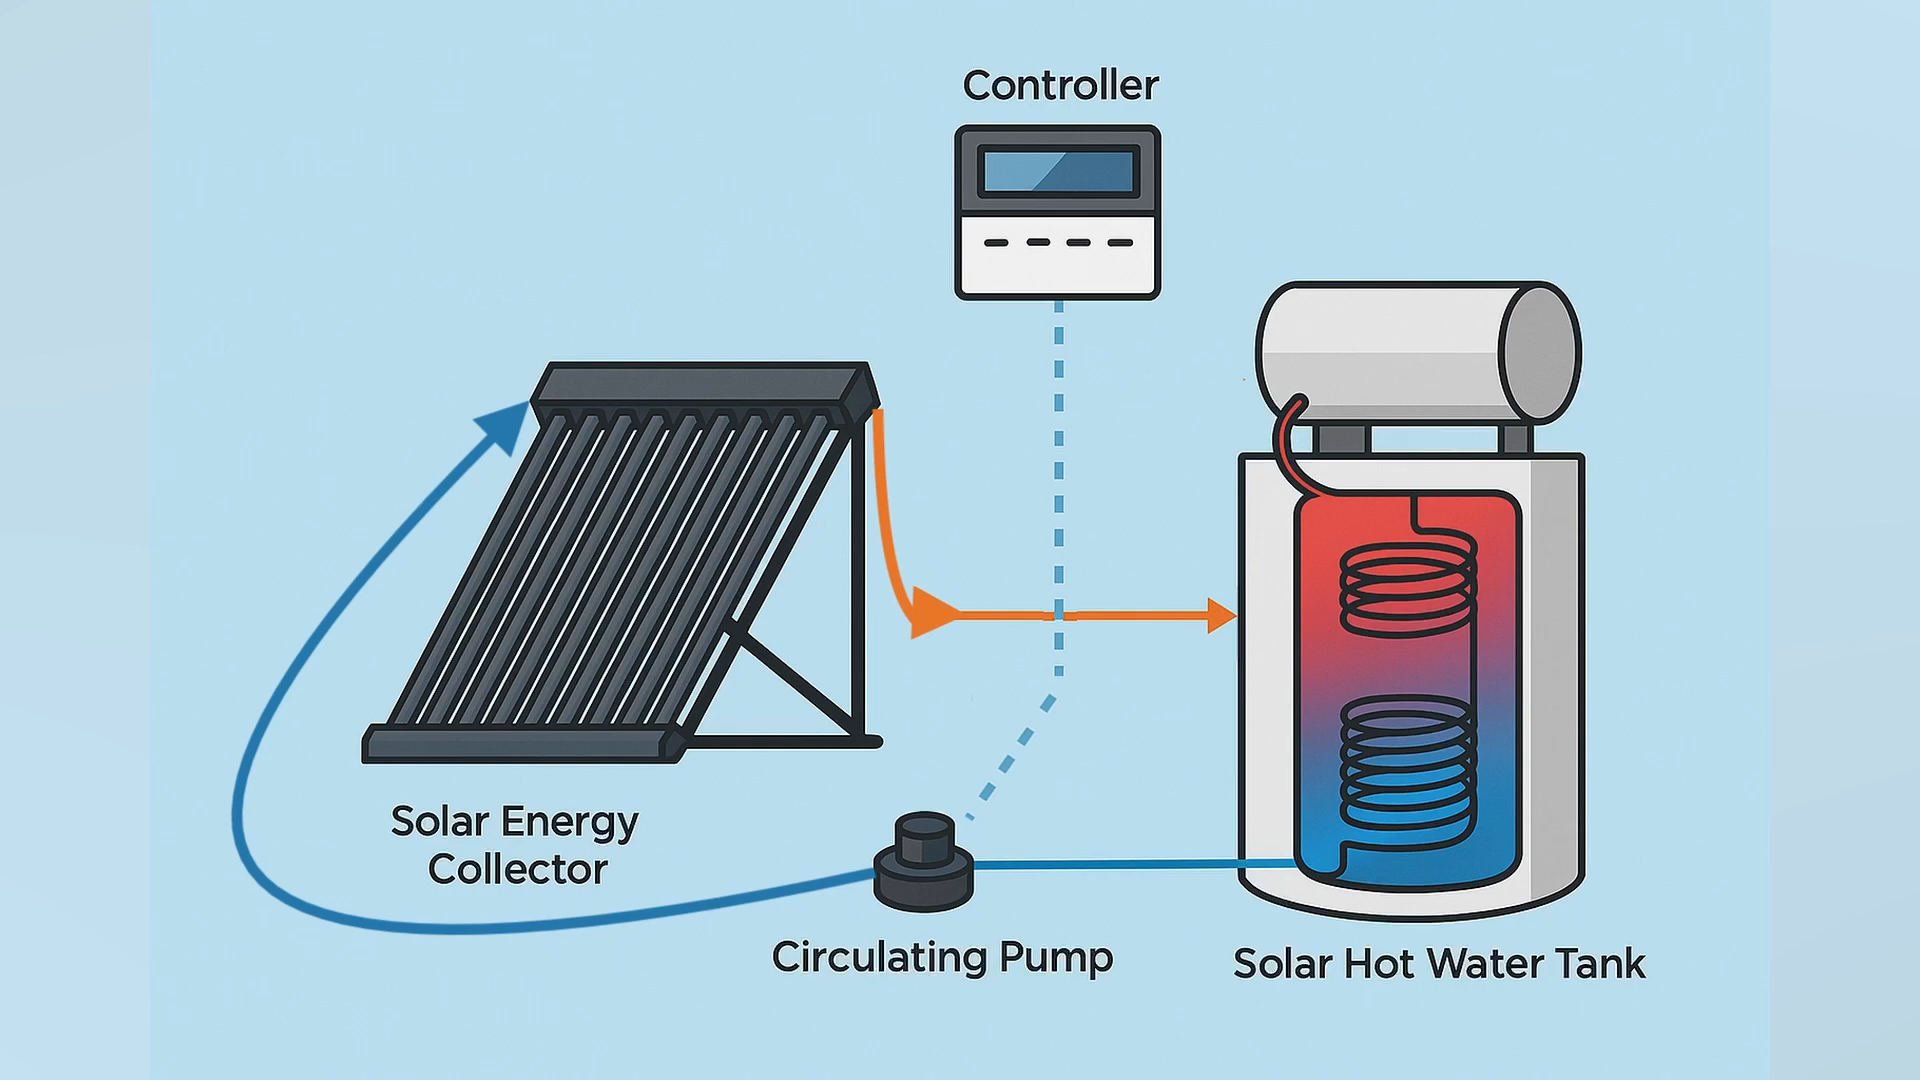 Controller
Solar Energy
Collector
Circulating Pump
Solar Hot Water Tank